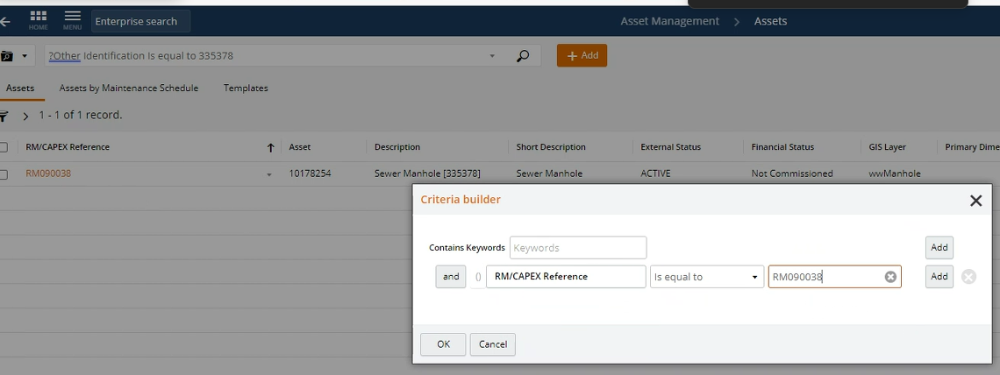 HOME MENU Enterprise search Asset Management Assets
?Other Identification Is equal to 335378 Add
Assets Assets by Maintenance Schedule Templates
1 - 1 of 1 record.
RM/CAPEX Reference Asset Description Short Description External Status Financial Status GIS Layer Primary Dime
RM090038 10178254 Sewer Manhole [335378] Sewer Manhole ACTIVE Not Commissioned wwManhole
Criteria builder
Contains Keywords Keywords Add
and () RM/CAPEX Reference Is equal to RM090038 Add
OK Cancel